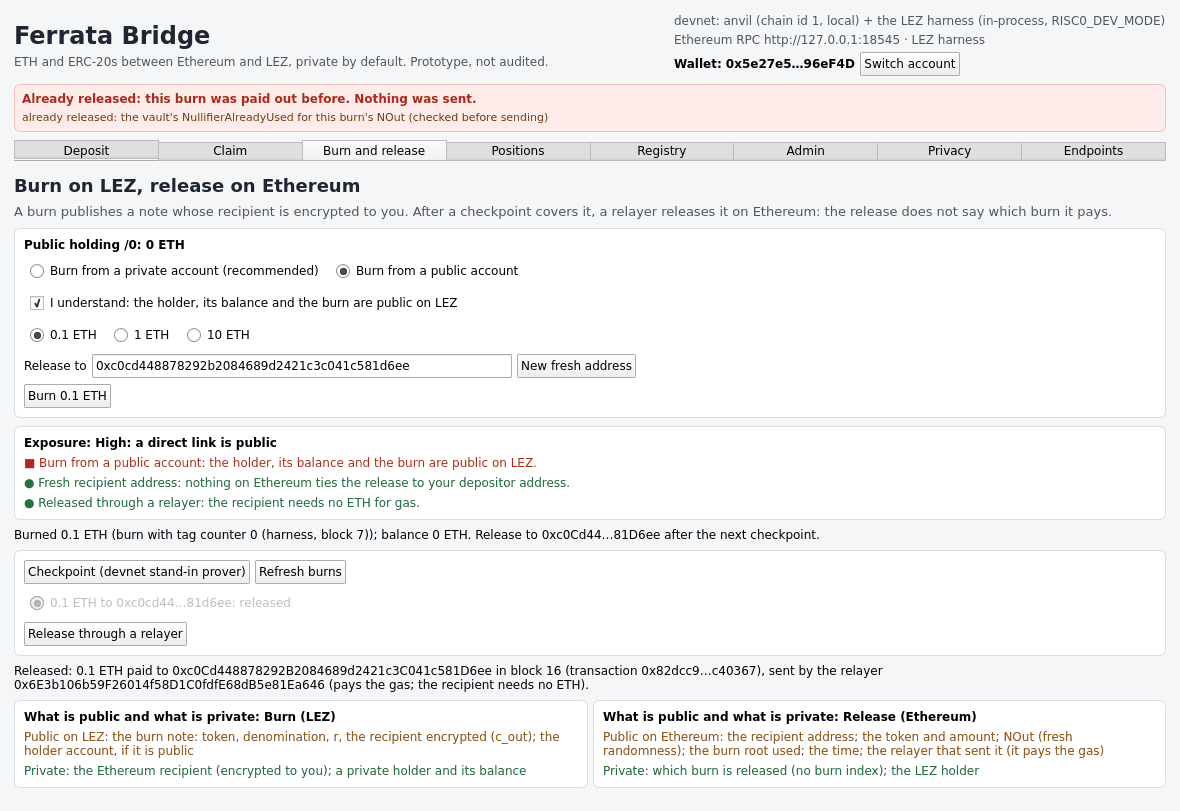 Ferrata Bridge
ETH and ERC-20s between Ethereum and LEZ, private by default. Prototype, not audited.
devnet: anvil (chain id 1, local) + the LEZ harness (in-process, RISC0_DEV_MODE)
Ethereum RPC http://127.0.0.1:18545 · LEZ harness
Wallet: 0x5e27e5…96eF4D Switch account
Already released: this burn was paid out before. Nothing was sent.
already released: the vault's NullifierAlreadyUsed for this burn's NOut (checked before sending)
Deposit Claim Burn and release Positions Registry Admin Privacy Endpoints
Burn on LEZ, release on Ethereum
A burn publishes a note whose recipient is encrypted to you. After a checkpoint covers it, a relayer releases it on Ethereum: the release does not say which burn it pays.
Public holding /0: 0 ETH
Burn from a private account (recommended) Burn from a public account
I understand: the holder, its balance and the burn are public on LEZ
0.1 ETH 1 ETH 10 ETH
Release to 0xc0cd448878292b2084689d2421c3c041c581d6ee New fresh address
Burn 0.1 ETH
Exposure: High: a direct link is public
Burn from a public account: the holder, its balance and the burn are public on LEZ.
Fresh recipient address: nothing on Ethereum ties the release to your depositor address.
Released through a relayer: the recipient needs no ETH for gas.
Burned 0.1 ETH (burn with tag counter 0 (harness, block 7)); balance 0 ETH. Release to 0xc0Cd44…81D6ee after the next checkpoint.
Checkpoint (devnet stand-in prover) Refresh burns
0.1 ETH to 0xc0cd44…81d6ee: released
Release through a relayer
Released: 0.1 ETH paid to 0xc0Cd448878292B2084689d2421c3C041c581D6ee in block 16 (transaction 0x82dcc9…c40367), sent by the relayer
0x6E3b106b59F26014f58D1C0fdfE68dB5e81Ea646 (pays the gas; the recipient needs no ETH).
What is public and what is private: Burn (LEZ)
Public on LEZ: the burn note: token, denomination, r, the recipient encrypted (c_out); the
holder account, if it is public
Private: the Ethereum recipient (encrypted to you); a private holder and its balance
What is public and what is private: Release (Ethereum)
Public on Ethereum: the recipient address; the token and amount; NOut (fresh
randomness); the burn root used; the time; the relayer that sent it (it pays the gas)
Private: which burn is released (no burn index); the LEZ holder